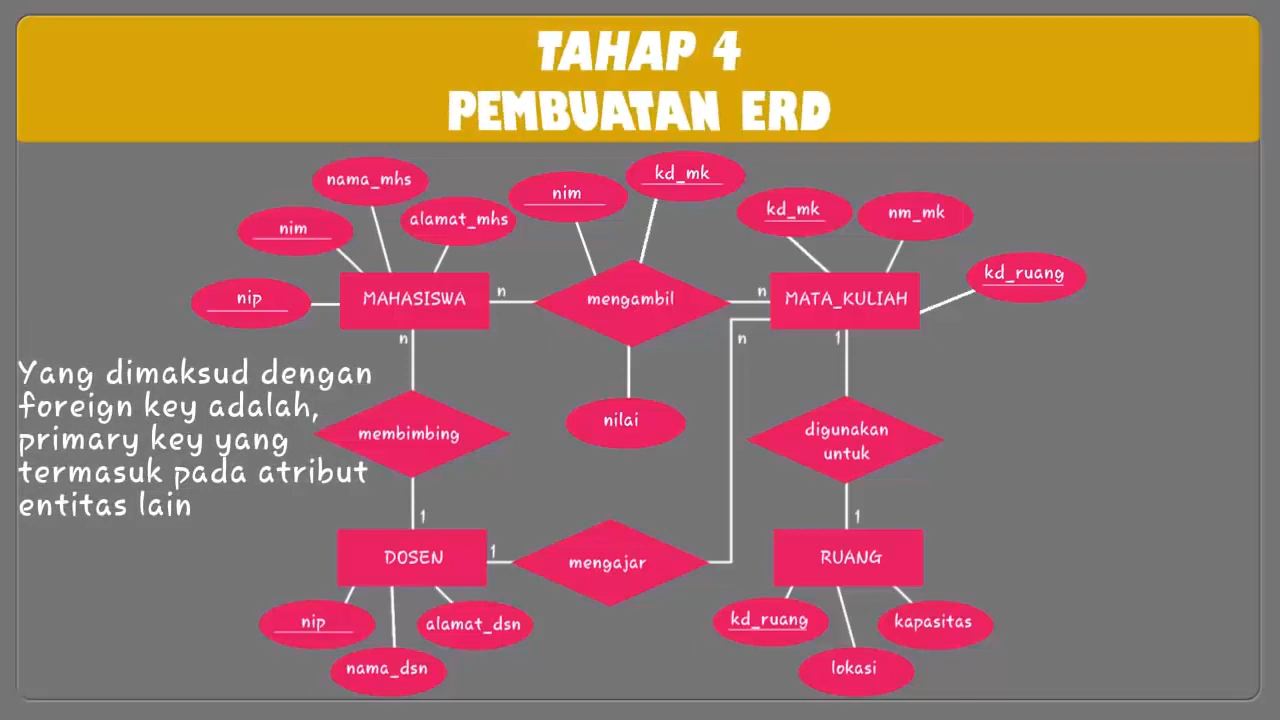 TAHAP 4
PEMBUATAN ERD
nama_mhs
nim
alamat_mhs
nip
MAHASISWA
nim
kd_mk
n
mengambil
n
nilai
kd_mk
nm_mk
kd_ruang
MATA_KULIAH
n
n
1
Yang dimaksud dengan
foreign key adalah,
primary key yang
termasuk pada atribut
entitas lain
membimbing
digunakan
untuk
1
1
DOSEN
1
mengajar
RUANG
nip
nama_dsn
alamat_dsn
kd_ruang
lokasi
kapasitas